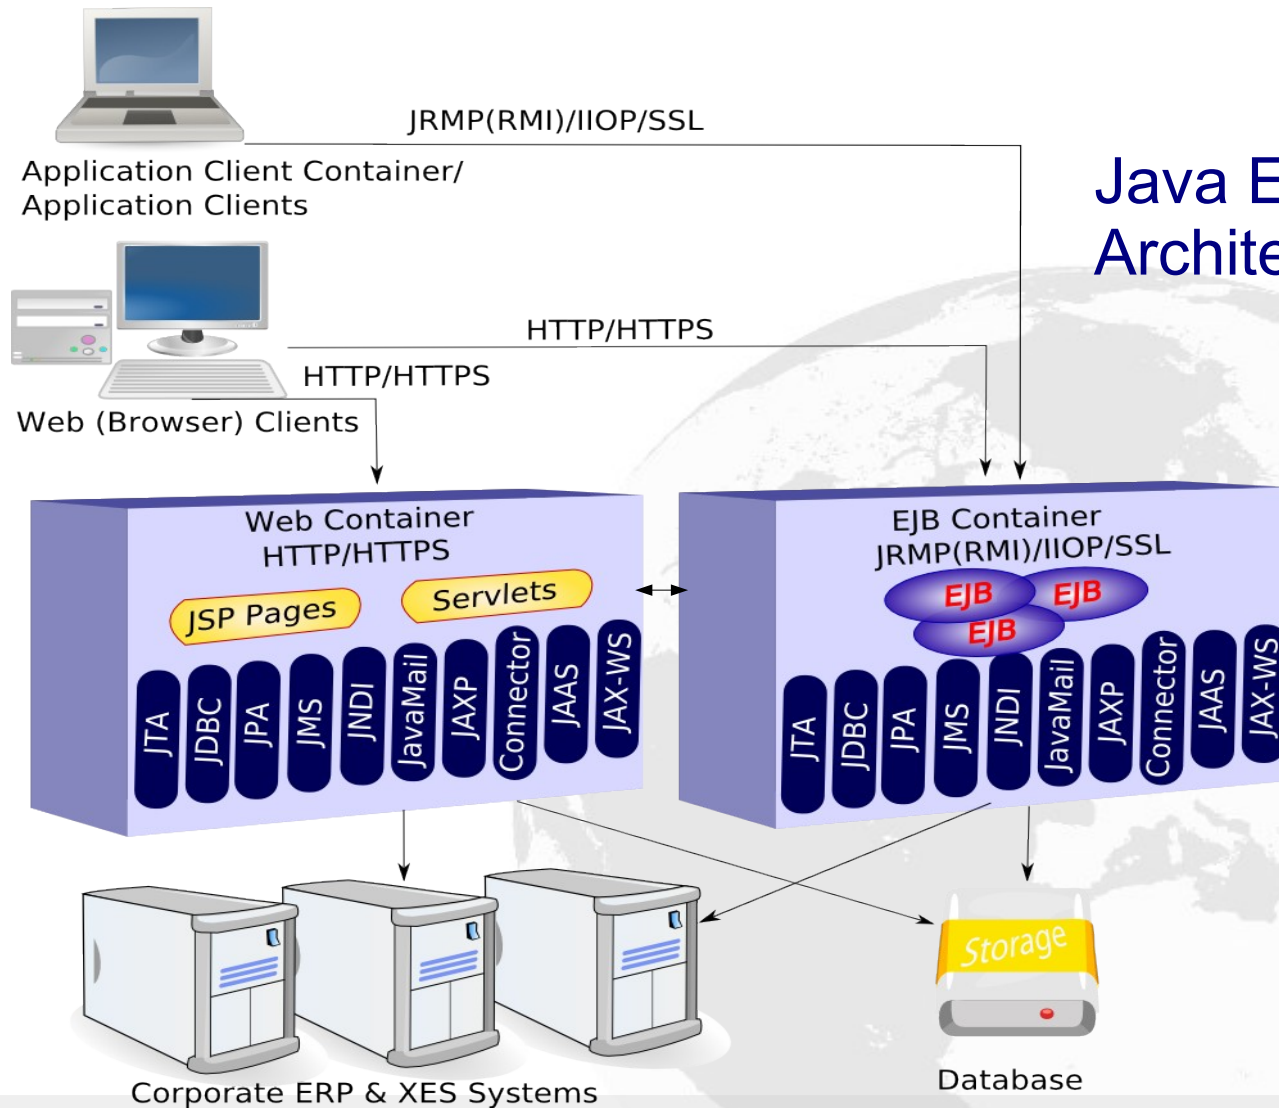 JRMP(RMI)/IIOP/SSL
Application Client Container/
Application Clients
Java E
Archite
HTTP/HTTPS
HTTP/HTTPS
Web (Browser) Clients
Web Container
HTTP/HTTPS
JSP Pages
Servlets
JTA
JDBC
JPA
JMS
JNDI
JavaMail
JAXP
Connector
JAAS
JAX-WS
EJB Container
JRMP(RMI)/IIOP/SSL
EJB
EJB
EJB
JTA
JDBC
JPA
JMS
JNDI
JavaMail
JAXP
Connector
JAAS
JAX-WS
Storage
Corporate ERP & XES Systems
Database